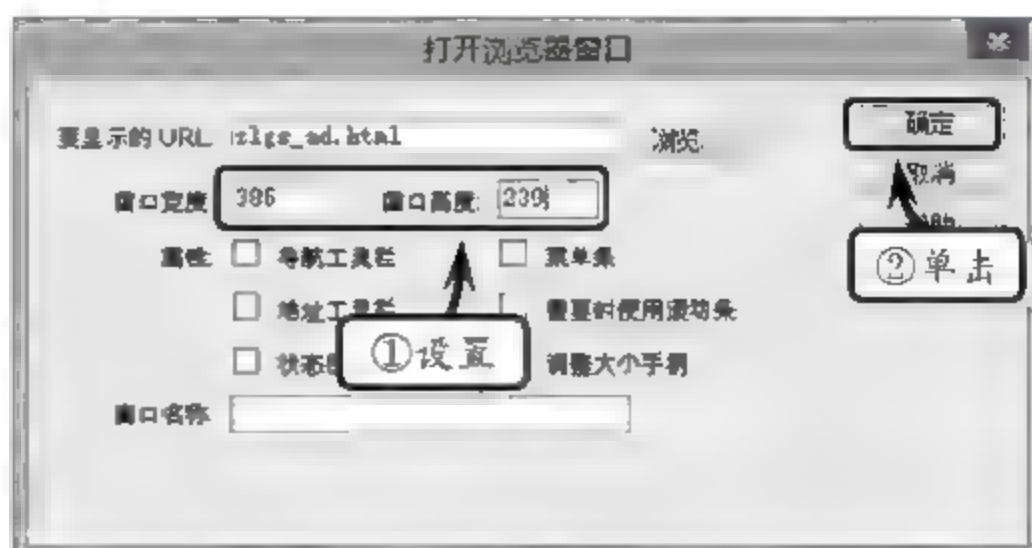 打开浏览器窗口
要显示的 URL: zlgs_ad.html 浏览... 确定
取消
窗口宽度: 386 窗口高度: 239
属性: 导航工具栏 菜单条
②单击
地址工具栏 需要时使用滚动条
①设置
调整大小手柄
窗口名称: